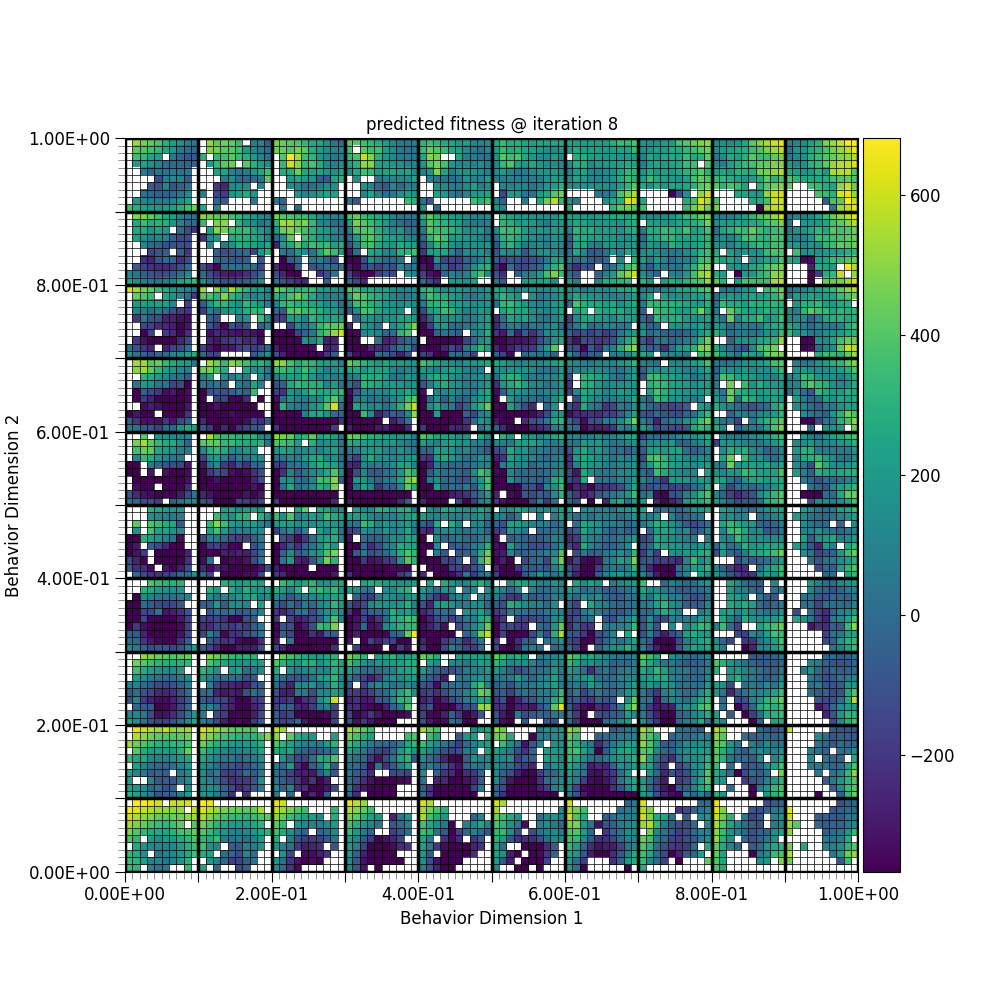 predicted fitness @ iteration 8
1.00E+00
8.00E-01
6.00E-01
4.00E-01
2.00E-01
0.00E+00
Behavior Dimension 2
0.00E+00 2.00E-01 4.00E-01 6.00E-01 8.00E-01 1.00E+00
Behavior Dimension 1
600
400
200
0
−200